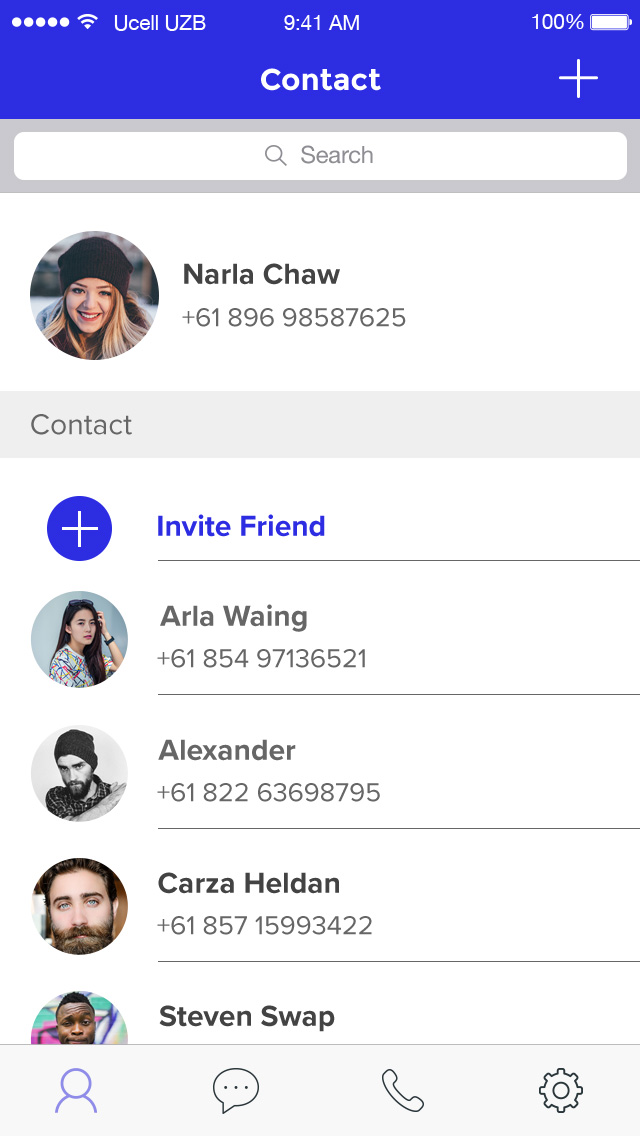 Ucell UZB 9:41 AM 100%
Contact
Search
Narla Chaw
+61 896 98587625
Contact
Invite Friend
Arla Waing
+61 854 97136521
Alexander
+61 822 63698795
Carza Heldan
+61 857 15993422
Steven Swap